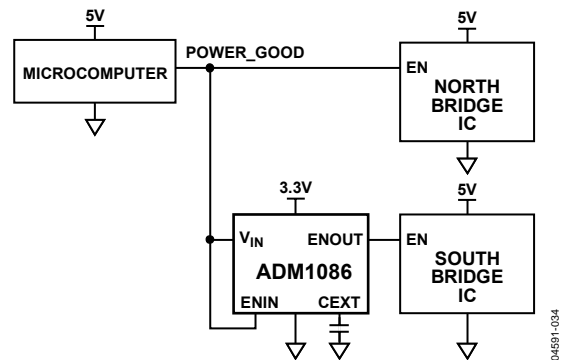 5V
MICROCOMPUTER
POWER_GOOD
5V
EN
NORTH
BRIDGE
IC
3.3V
VIN
ENOUT
ADM1086
ENIN
CEXT
5V
EN
SOUTH
BRIDGE
IC
04591-034